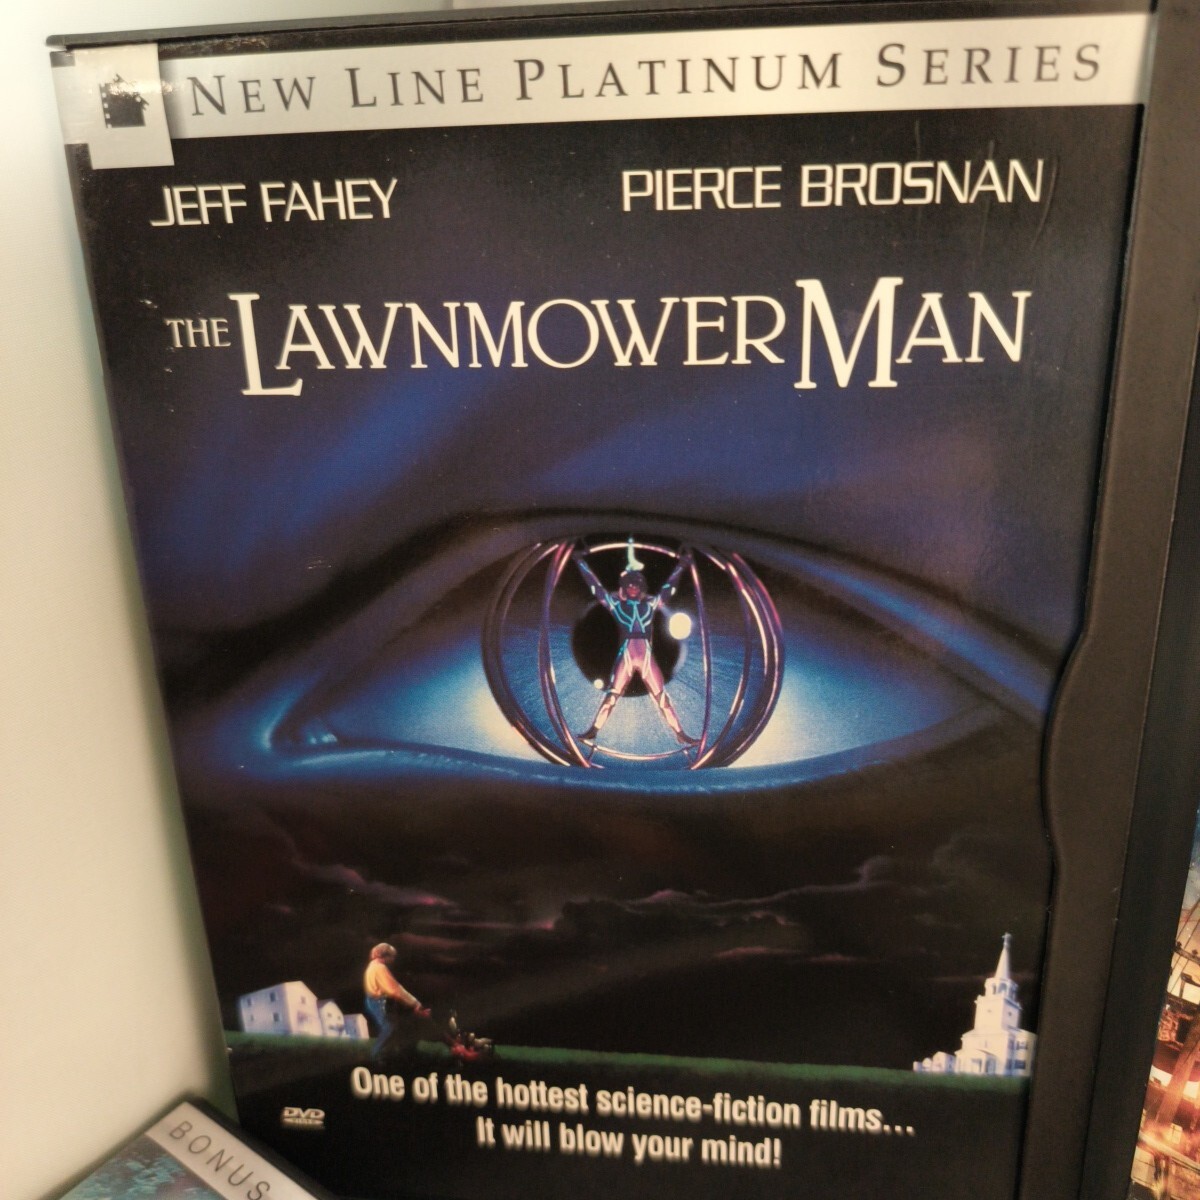 NEW LINE PLATINUM SERIES
JEFF FAHEY PIERCE BROSNAN
THE LAWNMOWER MAN
One of the hottest science-fiction films...
It will blow your mind!
DVD
BONUS